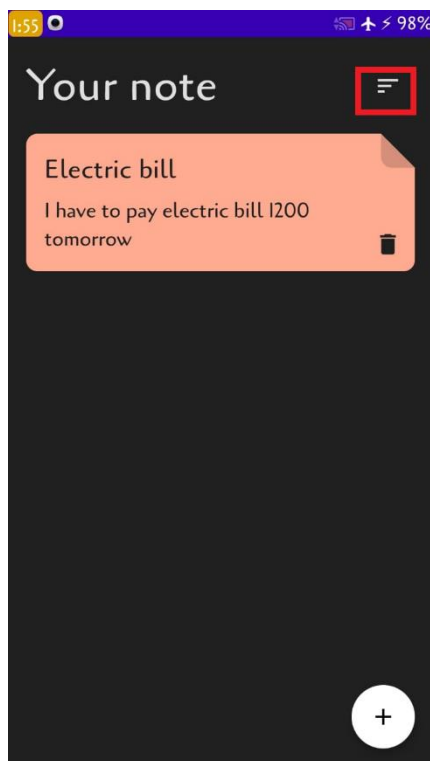 1:55 98%
Your note
Electric bill
I have to pay electric bill 1200
tomorrow
+